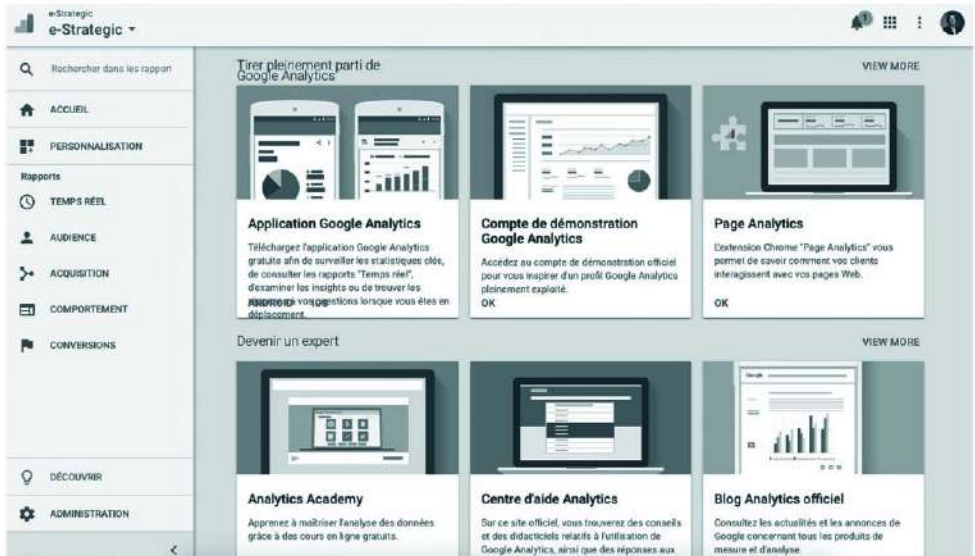 e-Strategic
e-Strategic
1
Rechercher dans les rapport
ACCUEIL
PERSONNALISATION
Rapports
TEMPS RÉEL
AUDIENCE
ACQUISITION
COMPORTEMENT
CONVERSIONS
DÉCOUVRIR
ADMINISTRATION
Tirer pleinement parti de
Google Analytics
VIEW MORE
Application Google Analytics
Téléchargez l'application Google Analytics
gratuite afin de surveiller les statistiques clés,
de consulter les rapports "Temps réel",
d'examiner les insights ou de trouver les
à vos questions lorsque vous êtes en
déplacement.
ANDROID IOS
Compte de démonstration
Google Analytics
Accédez au compte de démonstration officiel
pour vous inspirer d'un profil Google Analytics
pleinement exploité.
OK
Page Analytics
L'extension Chrome "Page Analytics" vous
permet de savoir comment vos clients
interagissent avec vos pages Web.
OK
Devenir un expert
VIEW MORE
Analytics Academy
Apprenez à maîtriser l'analyse des données
grâce à des cours en ligne gratuits.
Centre d'aide Analytics
Sur ce site officiel, vous trouverez des conseils
et des didacticiels relatifs à l'utilisation de
Google Analytics, ainsi que des réponses aux
Google
Blog Analytics officiel
Consultez les actualités et les annonces de
Google concernant tous les produits de
mesure et d'analyse.